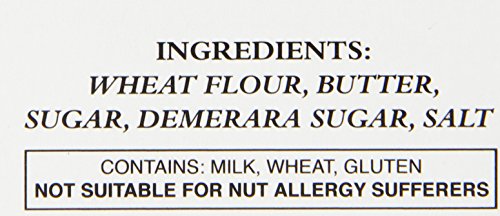 INGREDIENTS:
WHEAT FLOUR, BUTTER,
SUGAR, DEMERARA SUGAR, SALT
CONTAINS: MILK, WHEAT, GLUTEN
NOT SUITABLE FOR NUT ALLERGY SUFFERERS